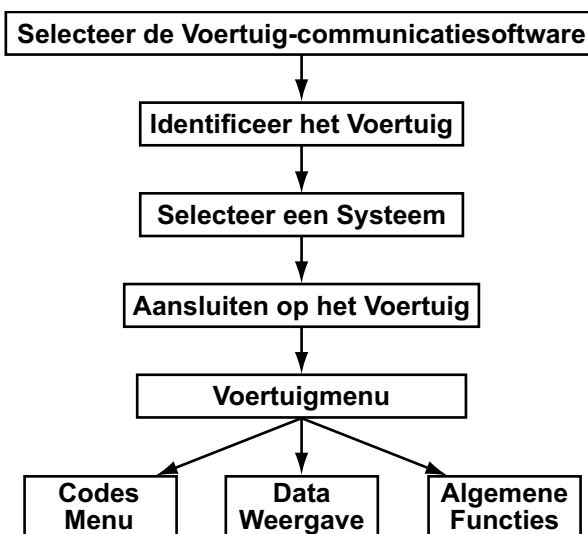 Selecteer de Voertuig-communicatiesoftware
Identificeer het Voertuig
Selecteer een Systeem
Aansluiten op het Voertuig
Voertuigmenu
Codes
Menu
Data
Weergave
Algemene
Functies